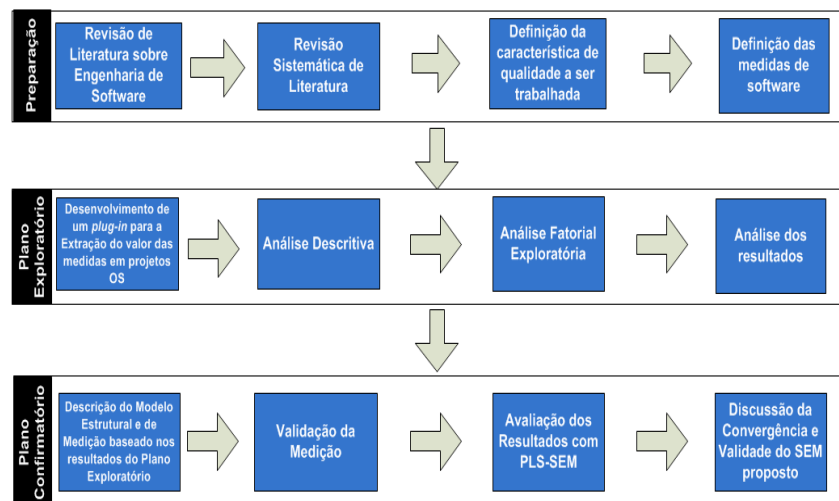 Preparação
Revisão de
Literatura sobre
Engenharia de
Software
Revisão
Sistemática de
Literatura
Definição da
característica de
qualidade a ser
trabalhada
Definição das
medidas de
software
Plano
Exploratório
Desenvolvimento de
um plug-in para a
Extração do valor das
medidas em projetos
OS
Análise Descritiva
Análise Fatorial
Exploratória
Análise dos
resultados
Plano
Confirmatório
Descrição do Modelo
Estrutural e de
Medição baseado nos
resultados do Plano
Exploratório
Validação da
Medição
Avaliação dos
Resultados com
PLS-SEM
Discussão da
Convergência e
Validade do SEM
proposto